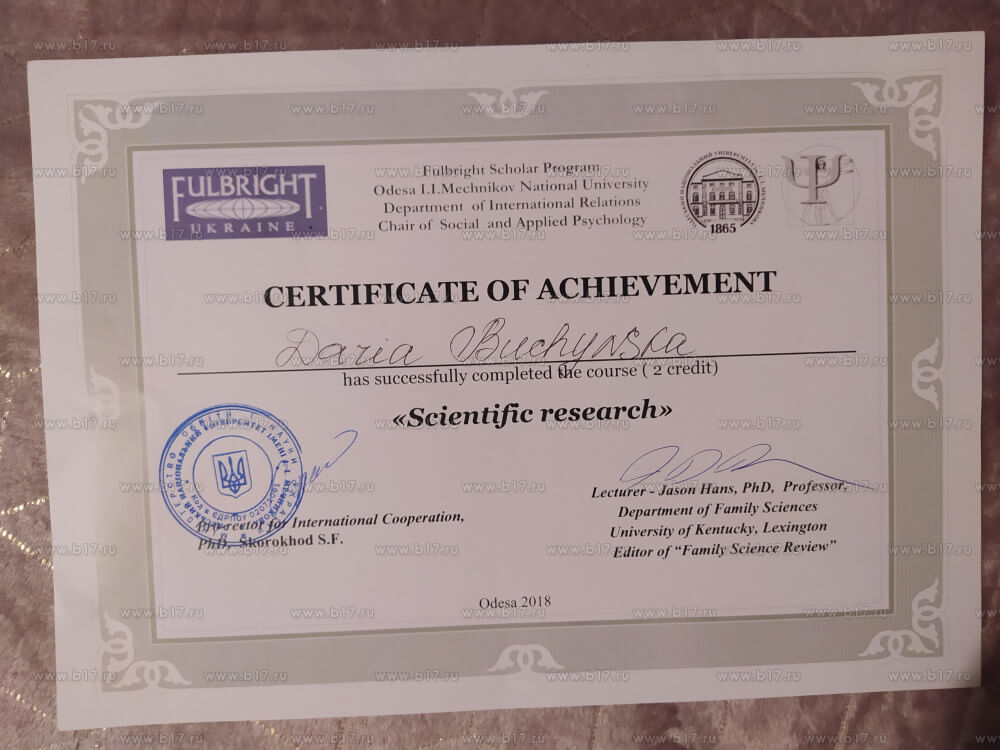 FULBRIGHT
UKRAINE
Fulbright Scholar Program
Odesa I.I.Mechnikov National University
Department of International Relations
Chair of Social and Applied Psychology
1865
CERTIFICATE OF ACHIEVEMENT
Daria Buchynska
has successfully completed the course ( 2 credit)
«Scientific research»
Lecturer - Jason Hans, PhD, Professor,
Department of Family Sciences
University of Kentucky, Lexington
Editor of “Family Science Review”
for International Cooperation,
PhD. Skorokhod S.F.
Odesa 2018
www.b17.ru